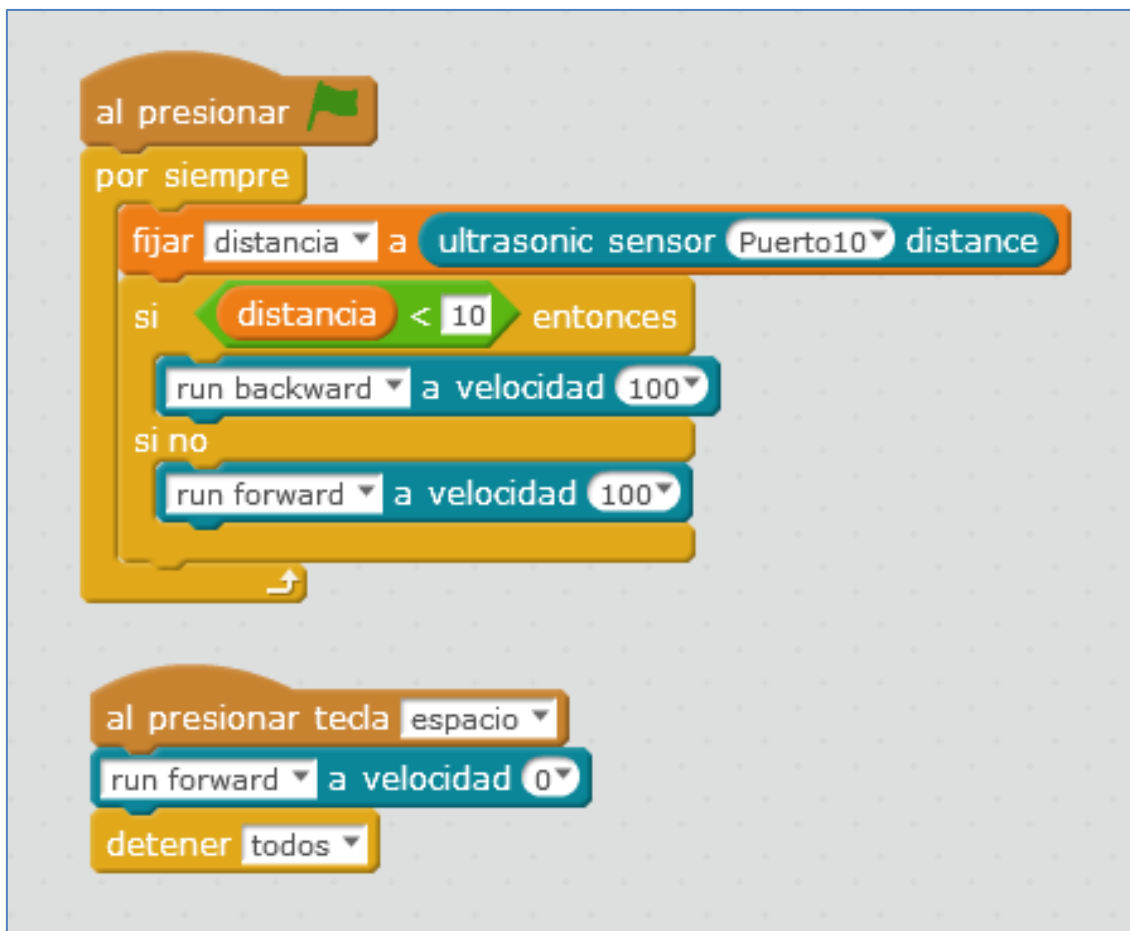 al presionar
por siempre
fijar distancia a ultrasonic sensor Puerto10 distance
si distancia < 10 entonces
run backward a velocidad 100
si no
run forward a velocidad 100
al presionar tecla espacio
run forward a velocidad 0
detener todos